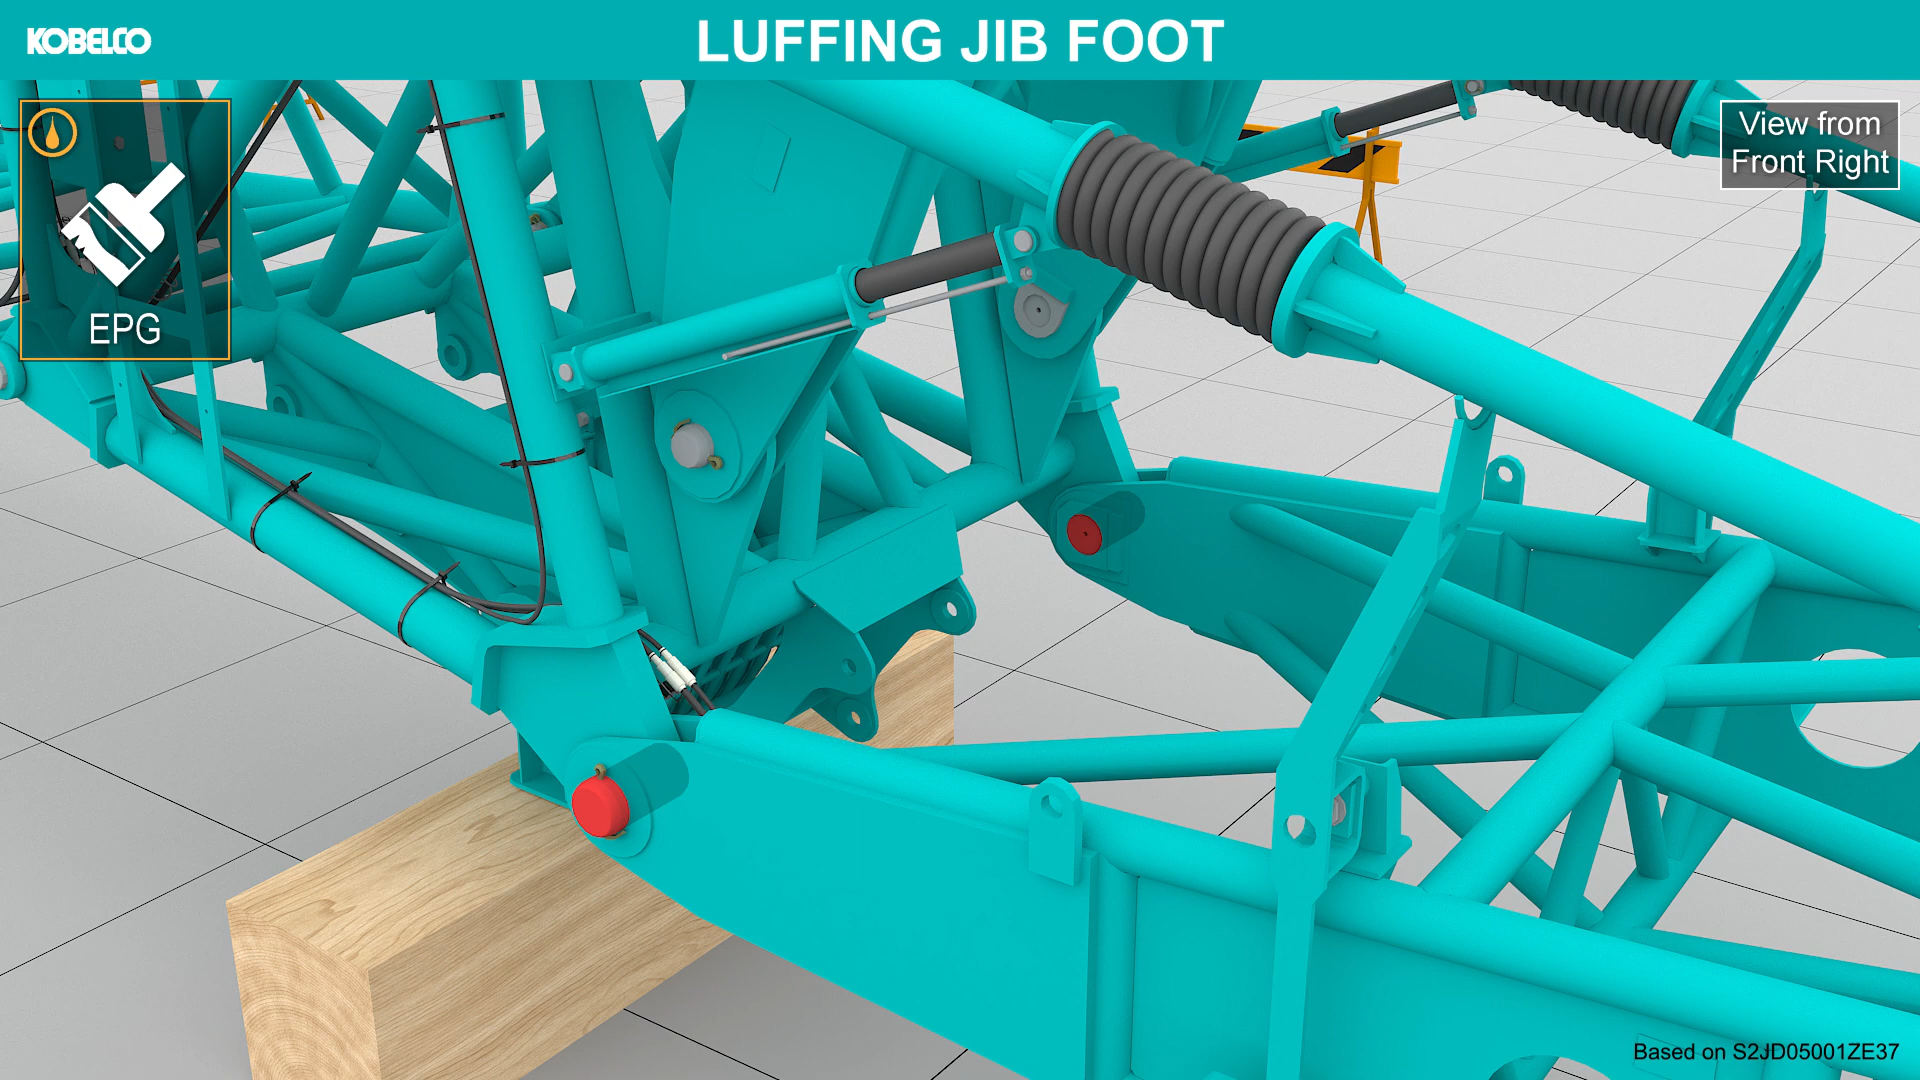 KOBELCO
LUFFING JIB FOOT
View from
Front Right
EPG
Based on S2JD05001ZE37